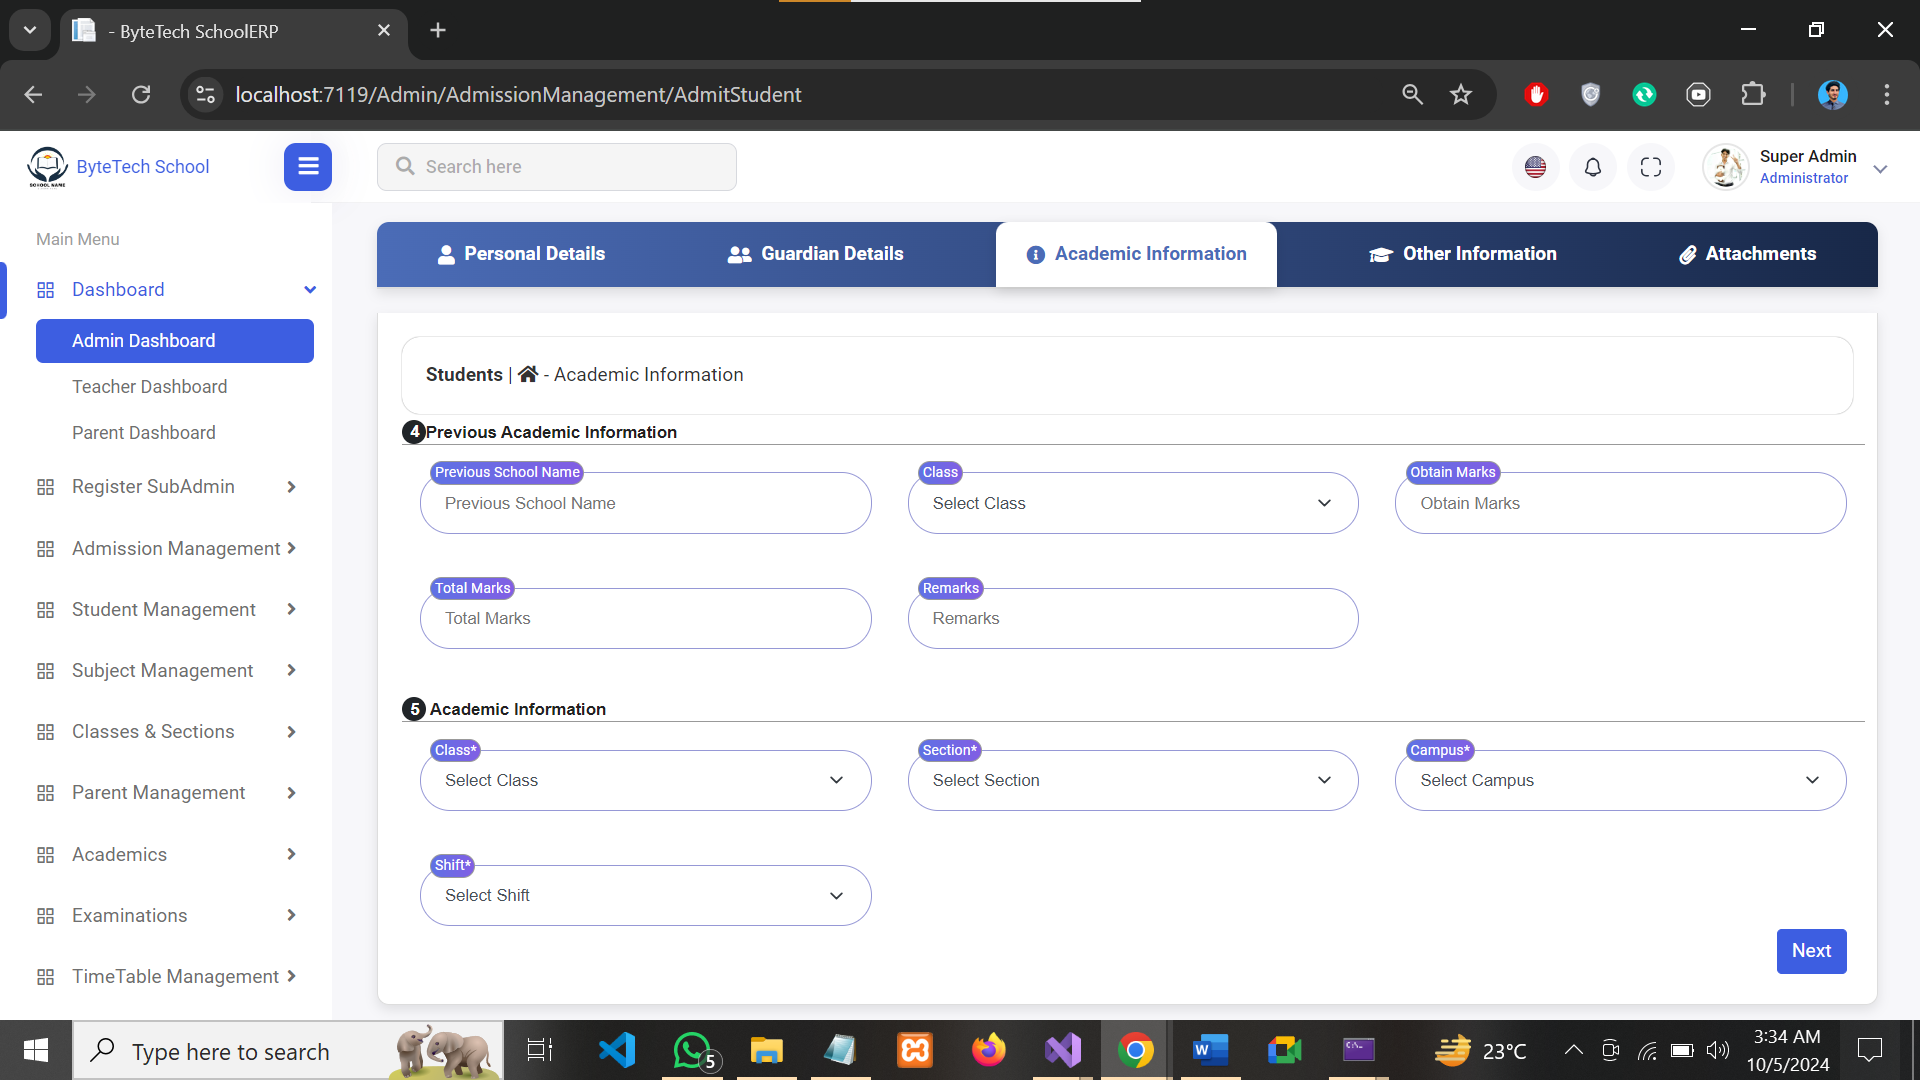 - ByteTech SchoolERP
localhost:7119/Admin/AdmissionManagement/AdmitStudent
SCHOOL NAME
ByteTech School
Search here
Super Admin
Administrator
Main Menu
Dashboard
Admin Dashboard
Teacher Dashboard
Parent Dashboard
Register SubAdmin
Admission Management
Student Management
Subject Management
Classes & Sections
Parent Management
Academics
Examinations
TimeTable Management
Personal Details
Guardian Details
Academic Information
Other Information
Attachments
Students | - Academic Information
4 Previous Academic Information
Previous School Name
Previous School Name
Class
Select Class
Obtain Marks
Obtain Marks
Total Marks
Total Marks
Remarks
Remarks
5 Academic Information
Class*
Select Class
Section*
Select Section
Campus*
Select Campus
Shift*
Select Shift
Next
Type here to search
5
23°C
3:34 AM
10/5/2024